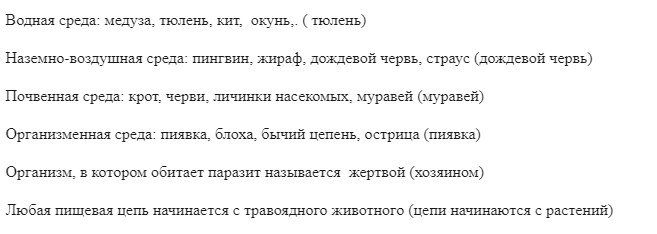 Водная среда: медуза, тюлень, кит,  окунь,. ( тюлень)
Наземно-воздушная среда: пингвин, жираф, дождевой червь, страус (дождевой червь)
Почвенная среда: крот, черви, личинки насекомых, муравей (муравей)
Организменная среда: пиявка, блоха, бычий цепень, острица (пиявка)
Организм, в котором обитает паразит называется  жертвой (хозяином)
Любая пищевая цепь начинается с травоядного животного (цепи начинаются с растений)